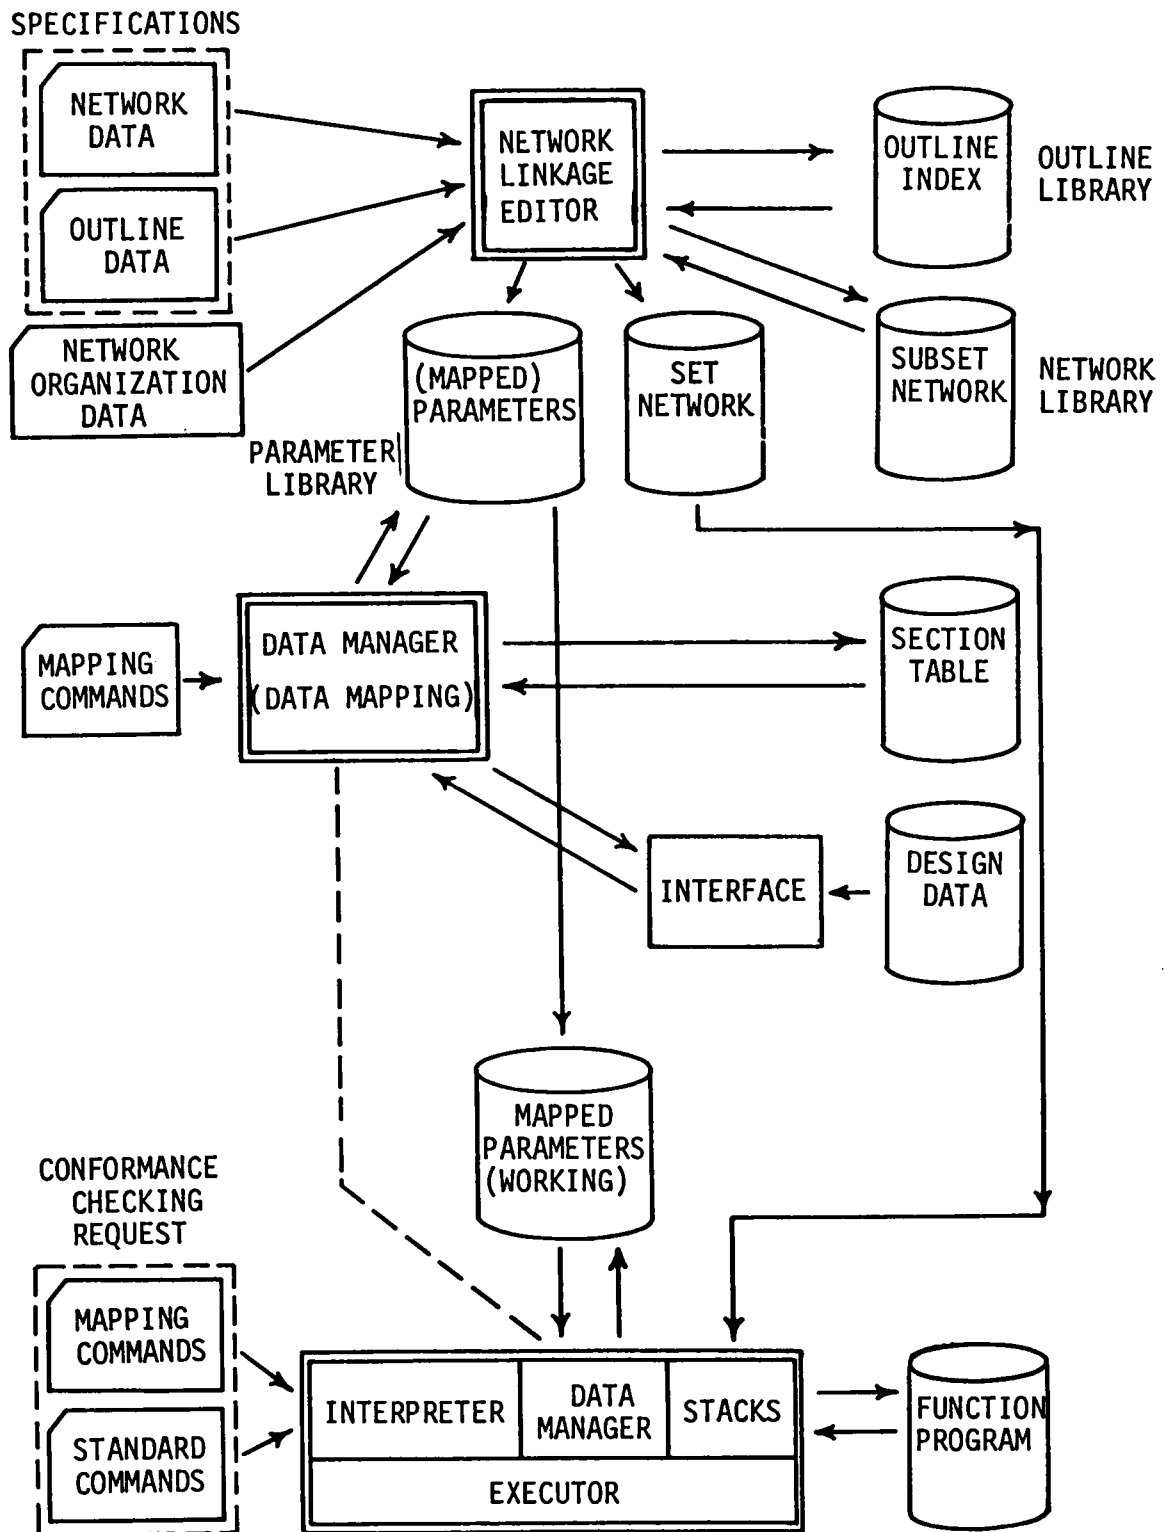 SPECIFICATIONS
NETWORK
DATA
OUTLINE
DATA
NETWORK
ORGANIZATION
DATA
NETWORK
LINKAGE
EDITOR
OUTLINE
INDEX
OUTLINE
LIBRARY
(MAPPED)
PARAMETERS
SET
NETWORK
SUBSET
NETWORK
NETWORK
LIBRARY
PARAMETER
LIBRARY
MAPPING
COMMANDS
DATA MANAGER
(DATA MAPPING)
SECTION
TABLE
INTERFACE
DESIGN
DATA
MAPPED
PARAMETERS
(WORKING)
CONFORMANCE
CHECKING
REQUEST
MAPPING
COMMANDS
STANDARD
COMMANDS
INTERPRETER
DATA
MANAGER
STACKS
EXECUTOR
FUNCTION
PROGRAM